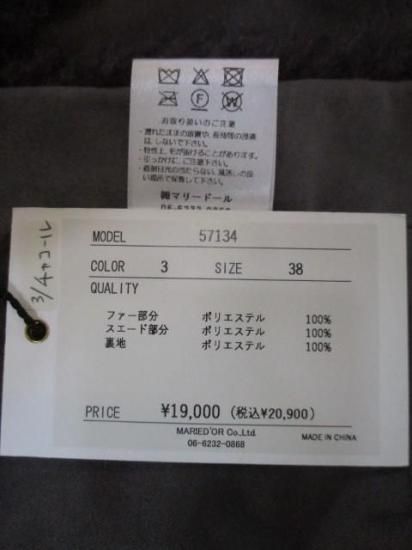 F
W
お取り扱いのご注意
・濡れたままの放置や、長時間の浸漬
は、しないで下さい。
・特性上、毛が抜けることがあります。
・引っかけに、ご注意下さい。
・直射日光の当たらない、風通しの良
い場所で保管して下さい。
㈱マリードール
06-6232-0868
3/チャコール
MODEL 57134
COLOR 3 SIZE 38
QUALITY
ファー部分 ポリエステル 100%
スエード部分 ポリエステル 100%
裏地 ポリエステル 100%
PRICE ¥19,000 (税込¥20,900)
MARIED'OR Co.,Ltd.
06-6232-0868
MADE IN CHINA